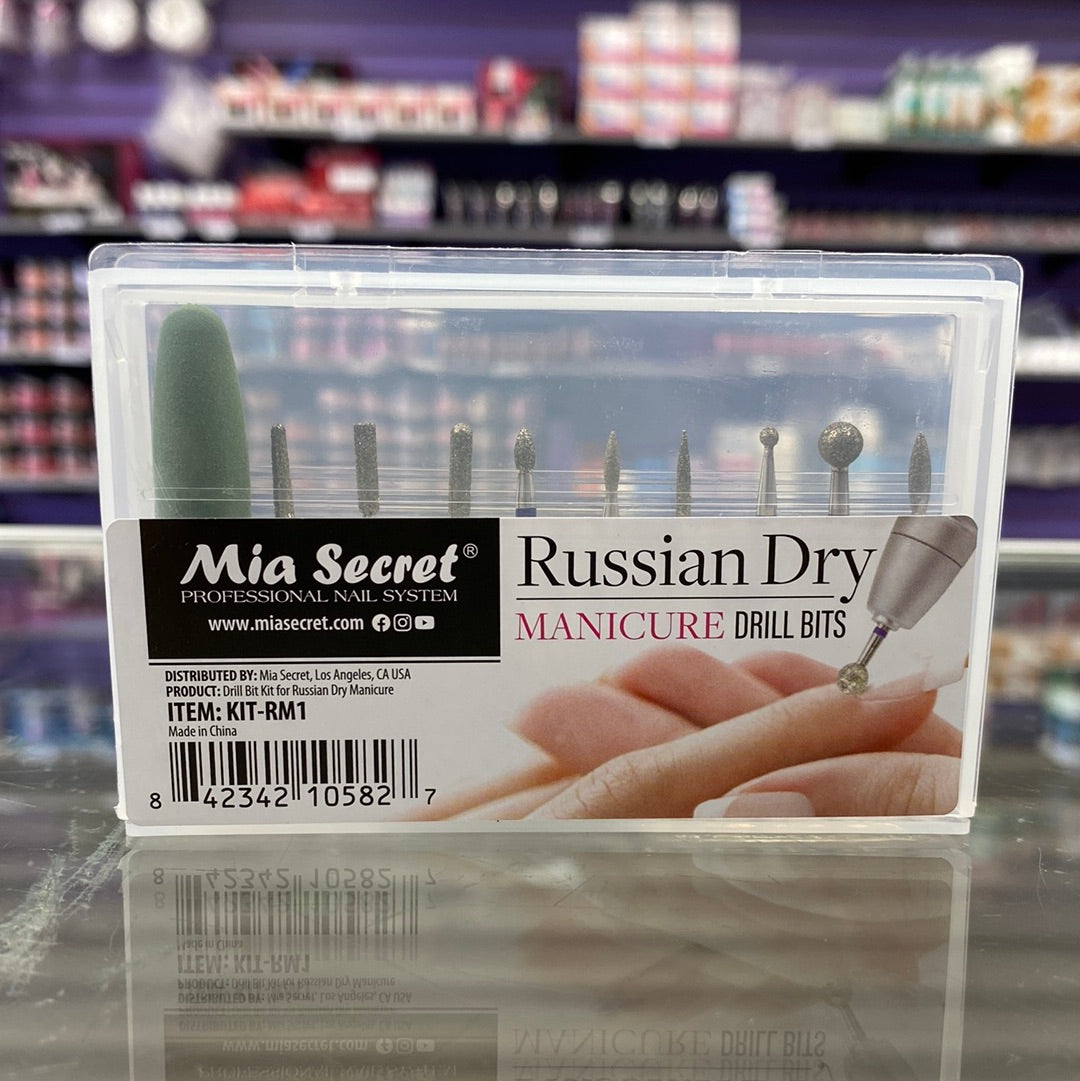 Mia Secret®
PROFESSIONAL NAIL SYSTEM
www.miasecret.com
Russian Dry
MANICURE DRILL BITS
DISTRIBUTED BY: Mia Secret, Los Angeles, CA USA
PRODUCT: Drill Bit Kit for Russian Dry Manicure
ITEM: KIT-RM1
Made in China
8 42342 10582 7